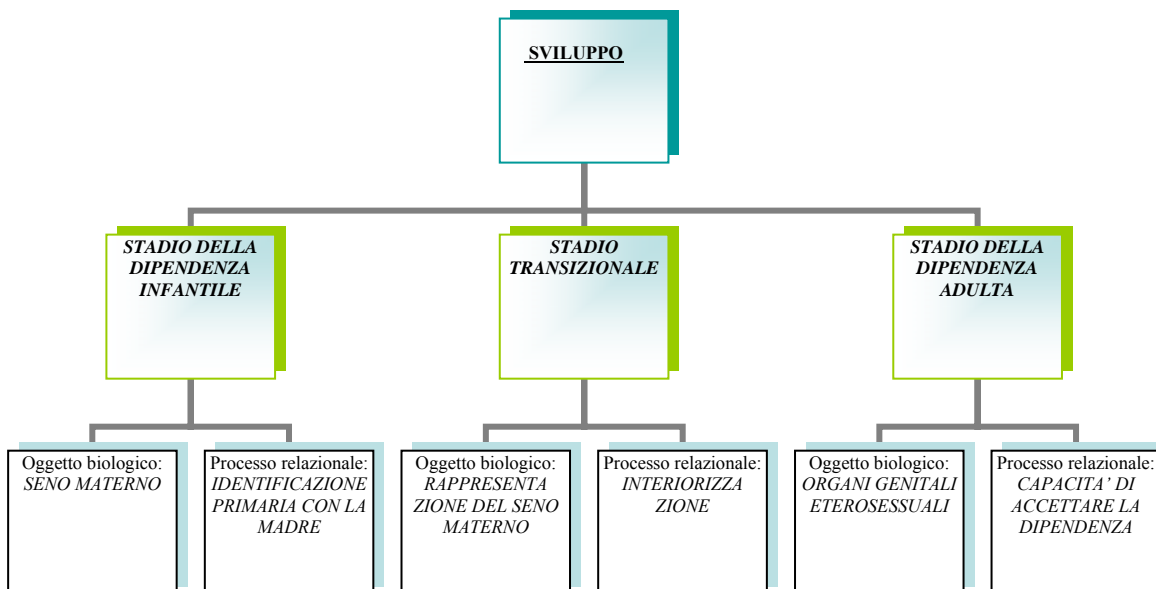 SVILUPPO
STADIO DELLA
DIPENDENZA
INFANTILE
STADIO
TRANSIZIONALE
STADIO DELLA
DIPENDENZA
ADULTA
Oggetto biologico:
SENO MATERNO
Processo relazionale:
IDENTIFICAZIONE
PRIMARIA CON LA
MADRE
Oggetto biologico:
RAPPRESENTA
ZIONE DEL SENO
MATERNO
Processo relazionale:
INTERIORIZZA
ZIONE
Oggetto biologico:
ORGANI GENITALI
ETEROSESSUALI
Processo relazionale:
CAPACITA’ DI
ACCETTARE LA
DIPENDENZA